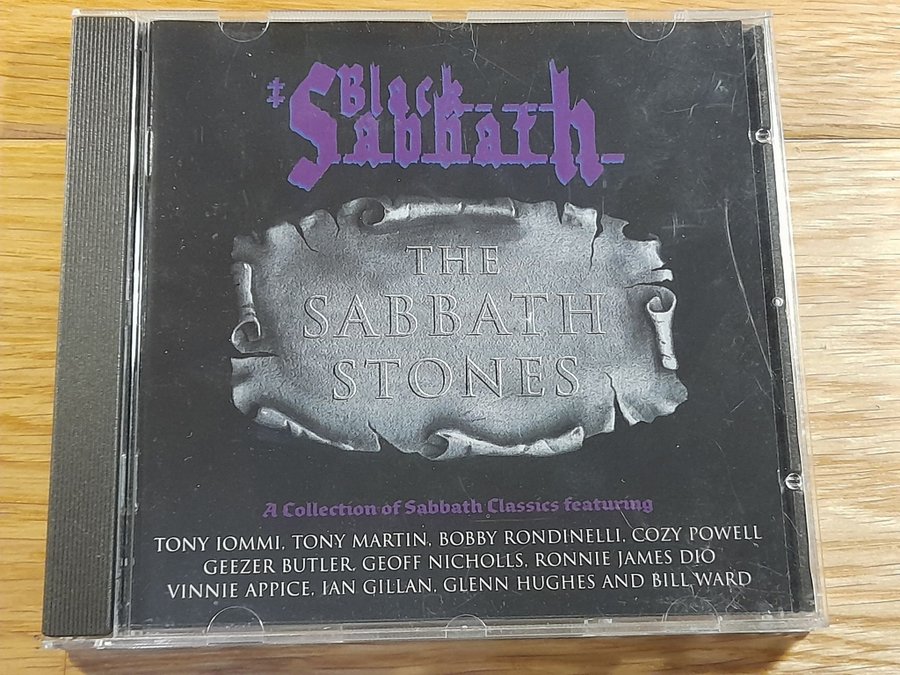 ‡ Black
Sabbath
THE
SABBATH
STONES
A Collection of Sabbath Classics featuring
TONY IOMMI, TONY MARTIN, BOBBY RONDINELLI, COZY POWELL
GEEZER BUTLER, GEOFF NICHOLLS, RONNIE JAMES DIO
VINNIE APPICE, IAN GILLAN, GLENN HUGHES AND BILL WARD